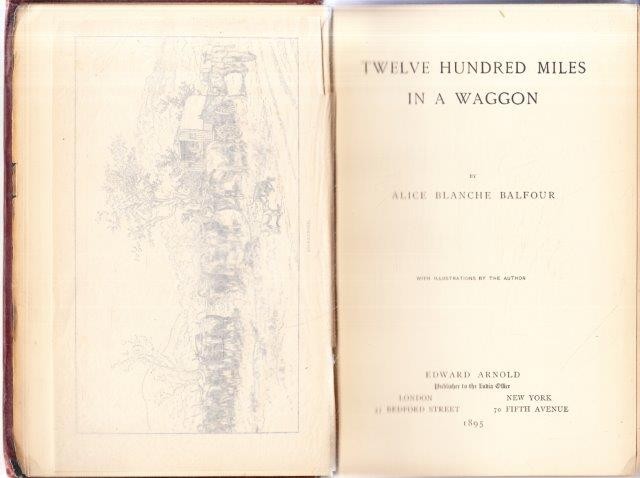 TWELVE HUNDRED MILES
IN A WAGGON
BY
ALICE BLANCHE BALFOUR
WITH ILLUSTRATIONS BY THE AUTHOR
EDWARD ARNOLD
Publisher to the India Office
LONDON NEW YORK
BEDFORD STREET 70 FIFTH AVENUE
1895